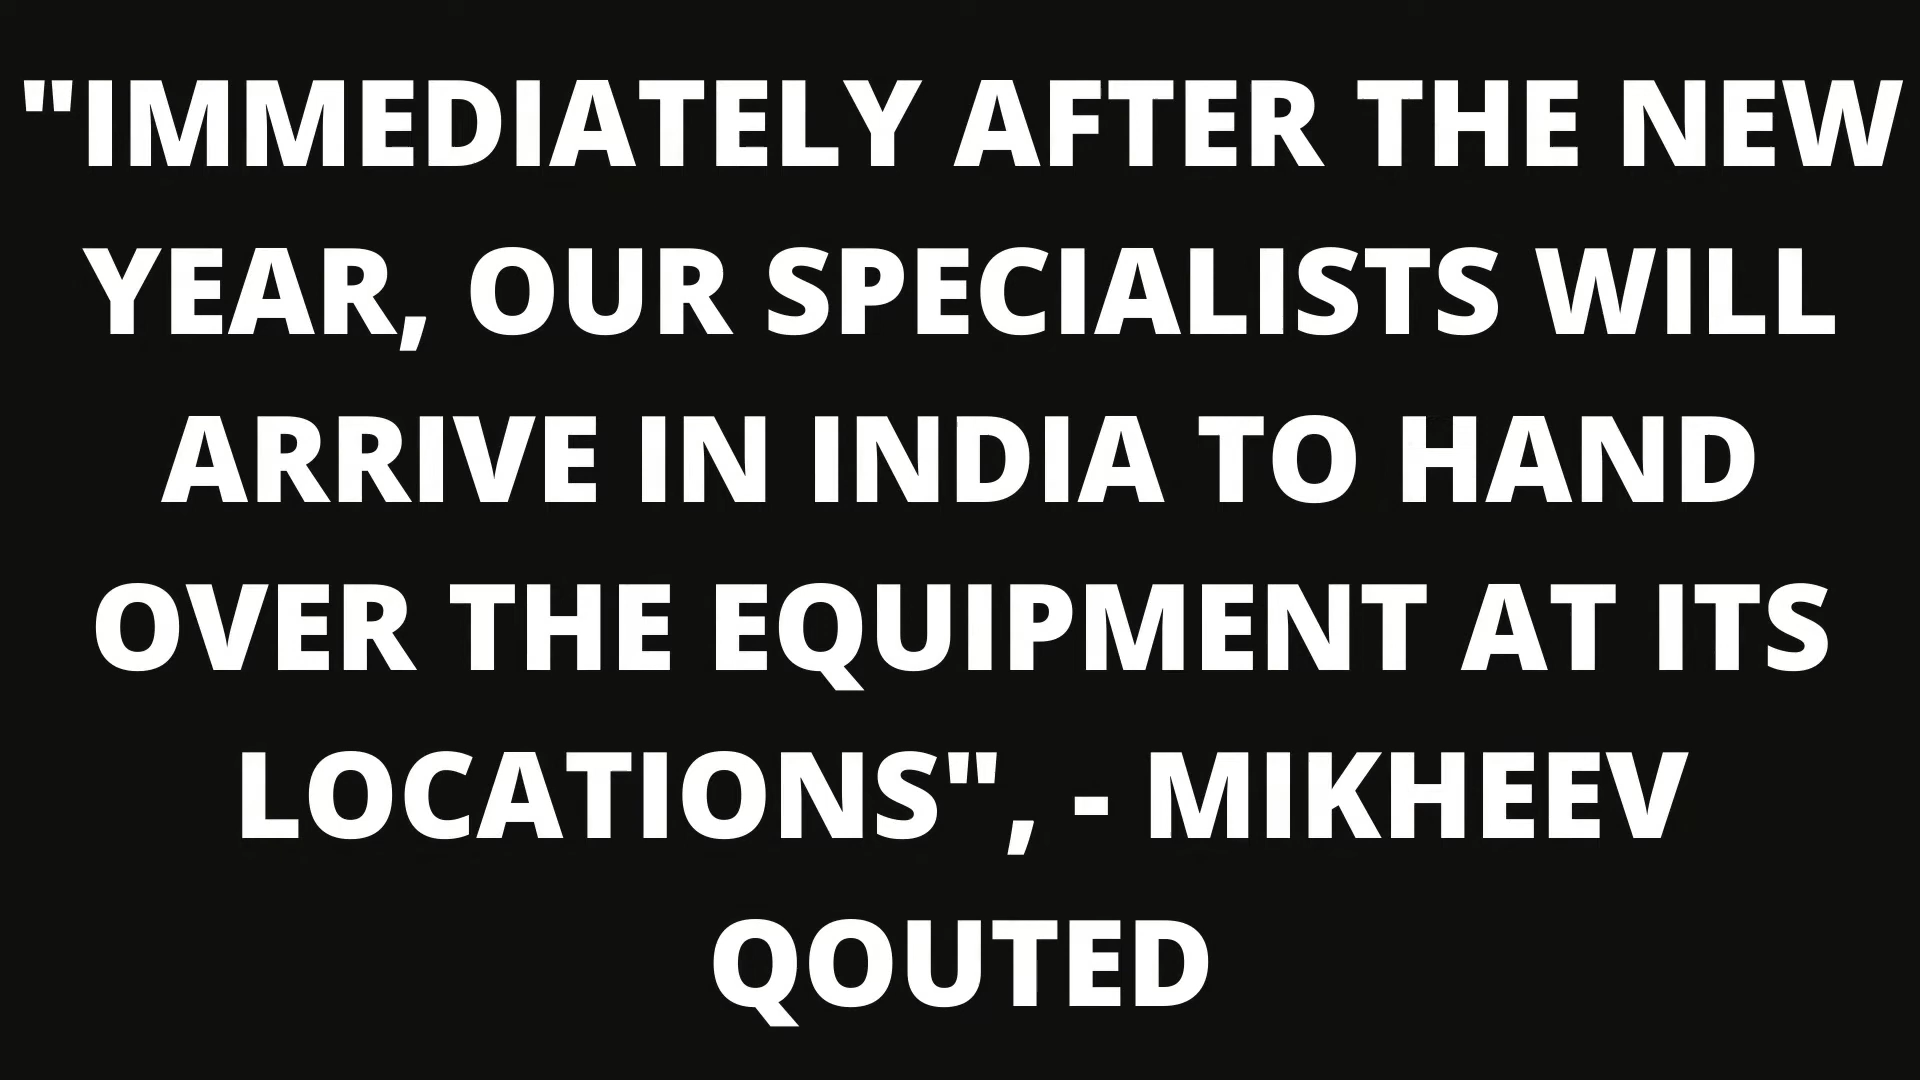 "IMMEDIATELY AFTER THE NEW
YEAR, OUR SPECIALISTS WILL
ARRIVE IN INDIA TO HAND
OVER THE EQUIPMENT AT ITS
LOCATIONS", - MIKHEEV
QOUTED